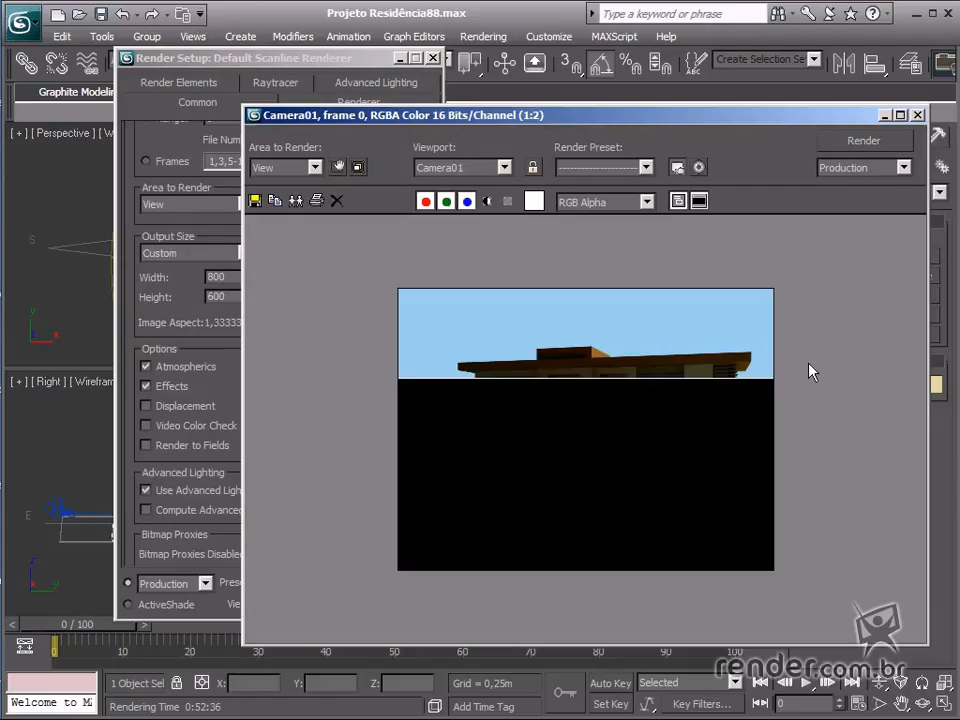 Projeto Residência88.max
Type a keyword or phrase
Edit Tools Group Views Create Modifiers Animation Graph Editors Rendering Customize MAXScript Help
Create Selection Se
Graphite Modelin
Render Setup: Default Scanline Renderer
Render Elements Raytracer Advanced Lighting
Common Renderer
[ + ] [ Perspective ]
File Num
Frames 1,3,5-1
Area to Render
View
Output Size
Custom
Width: 800
Height: 600
Image Aspect: 1,33333
Options
Atmospherics
Effects
Displacement
Video Color Check
Render to Fields
Advanced Lighting
Use Advanced Ligh
Compute Advanced
Bitmap Proxies
Bitmap Proxies Disable
Production Prese
ActiveShade Vie
Camera01, frame 0, RGBA Color 16 Bits/Channel (1:2)
Area to Render: Viewport: Render Preset: Render
View Camera01 Production
RGB Alpha
S
y
x
[ + ] [ Right ] [ Wirefram
E
z
y
0 / 100
0 10 20 30 40 50 60 70 80 90 100
render.com.br
1 Object Sel X: Y: Z: Grid = 0,25m Auto Key Selected
Welcome to M
Rendering Time 0:52:36 Add Time Tag Set Key Key Filters... 0